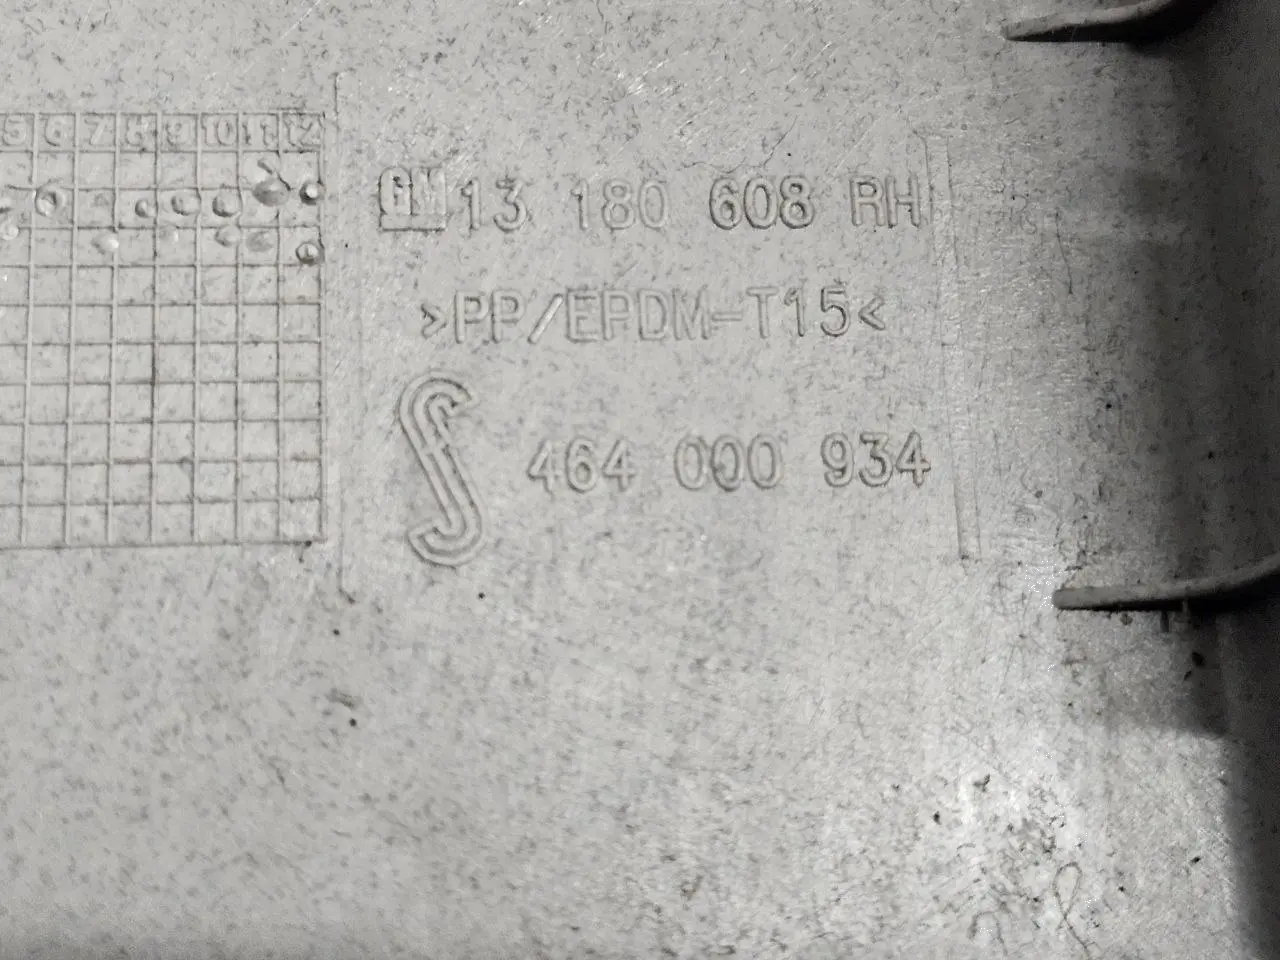 5 6 7 8 9 10 11 12
GM 13 180 608 RH
>PP/EPDM-T15<
464 000 934